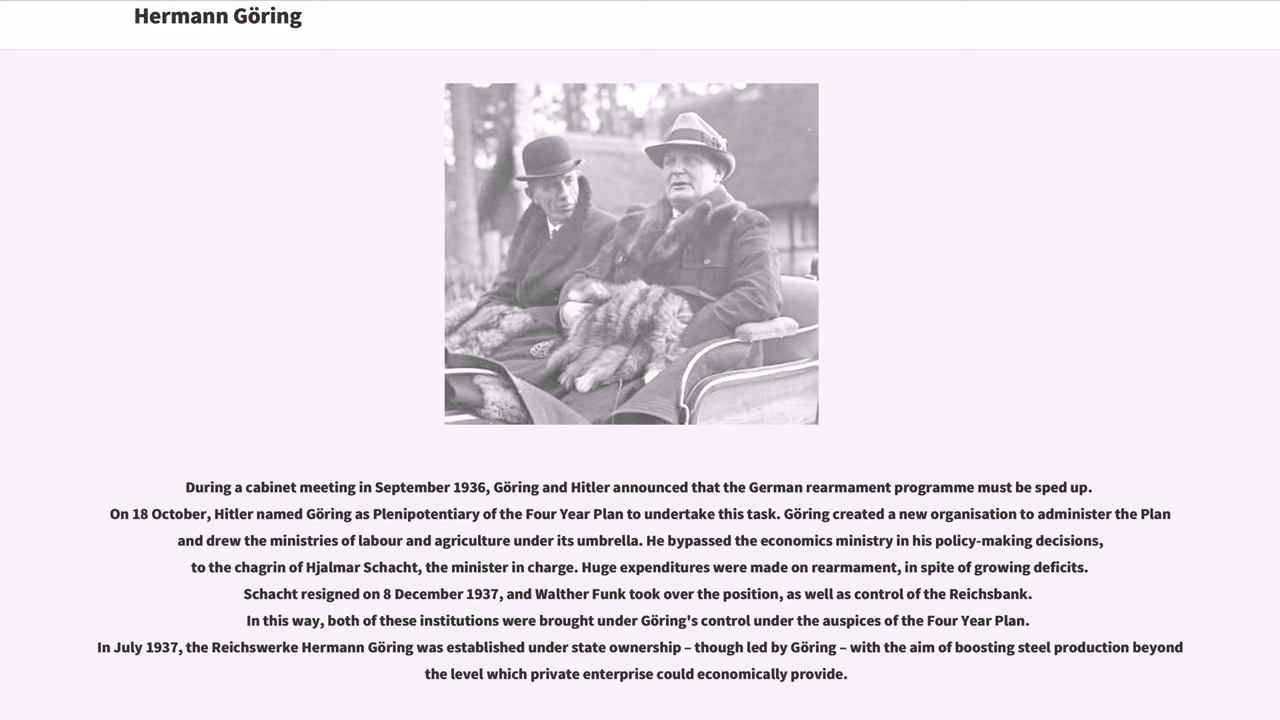 Hermann Göring
During a cabinet meeting in September 1936, Göring and Hitler announced that the German rearmament programme must be sped up.
On 18 October, Hitler named Göring as Plenipotentiary of the Four Year Plan to undertake this task. Göring created a new organisation to administer the Plan
and drew the ministries of labour and agriculture under its umbrella. He bypassed the economics ministry in his policy-making decisions,
to the chagrin of Hjalmar Schacht, the minister in charge. Huge expenditures were made on rearmament, in spite of growing deficits.
Schacht resigned on 8 December 1937, and Walther Funk took over the position, as well as control of the Reichsbank.
In this way, both of these institutions were brought under Göring's control under the auspices of the Four Year Plan.
In July 1937, the Reichswerke Hermann Göring was established under state ownership – though led by Göring – with the aim of boosting steel production beyond
the level which private enterprise could economically provide.